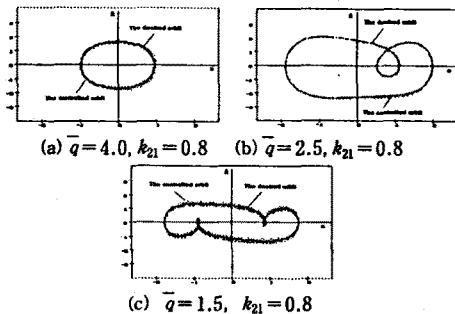 The desired orbit
The controlled orbit
The desired orbit
The controlled orbit
(a) q̄=4.0, k₂₁=0.8 (b) q̄=2.5, k₂₁=0.8
The controlled orbit The desired orbit
(c) q̄=1.5, k₂₁=0.8